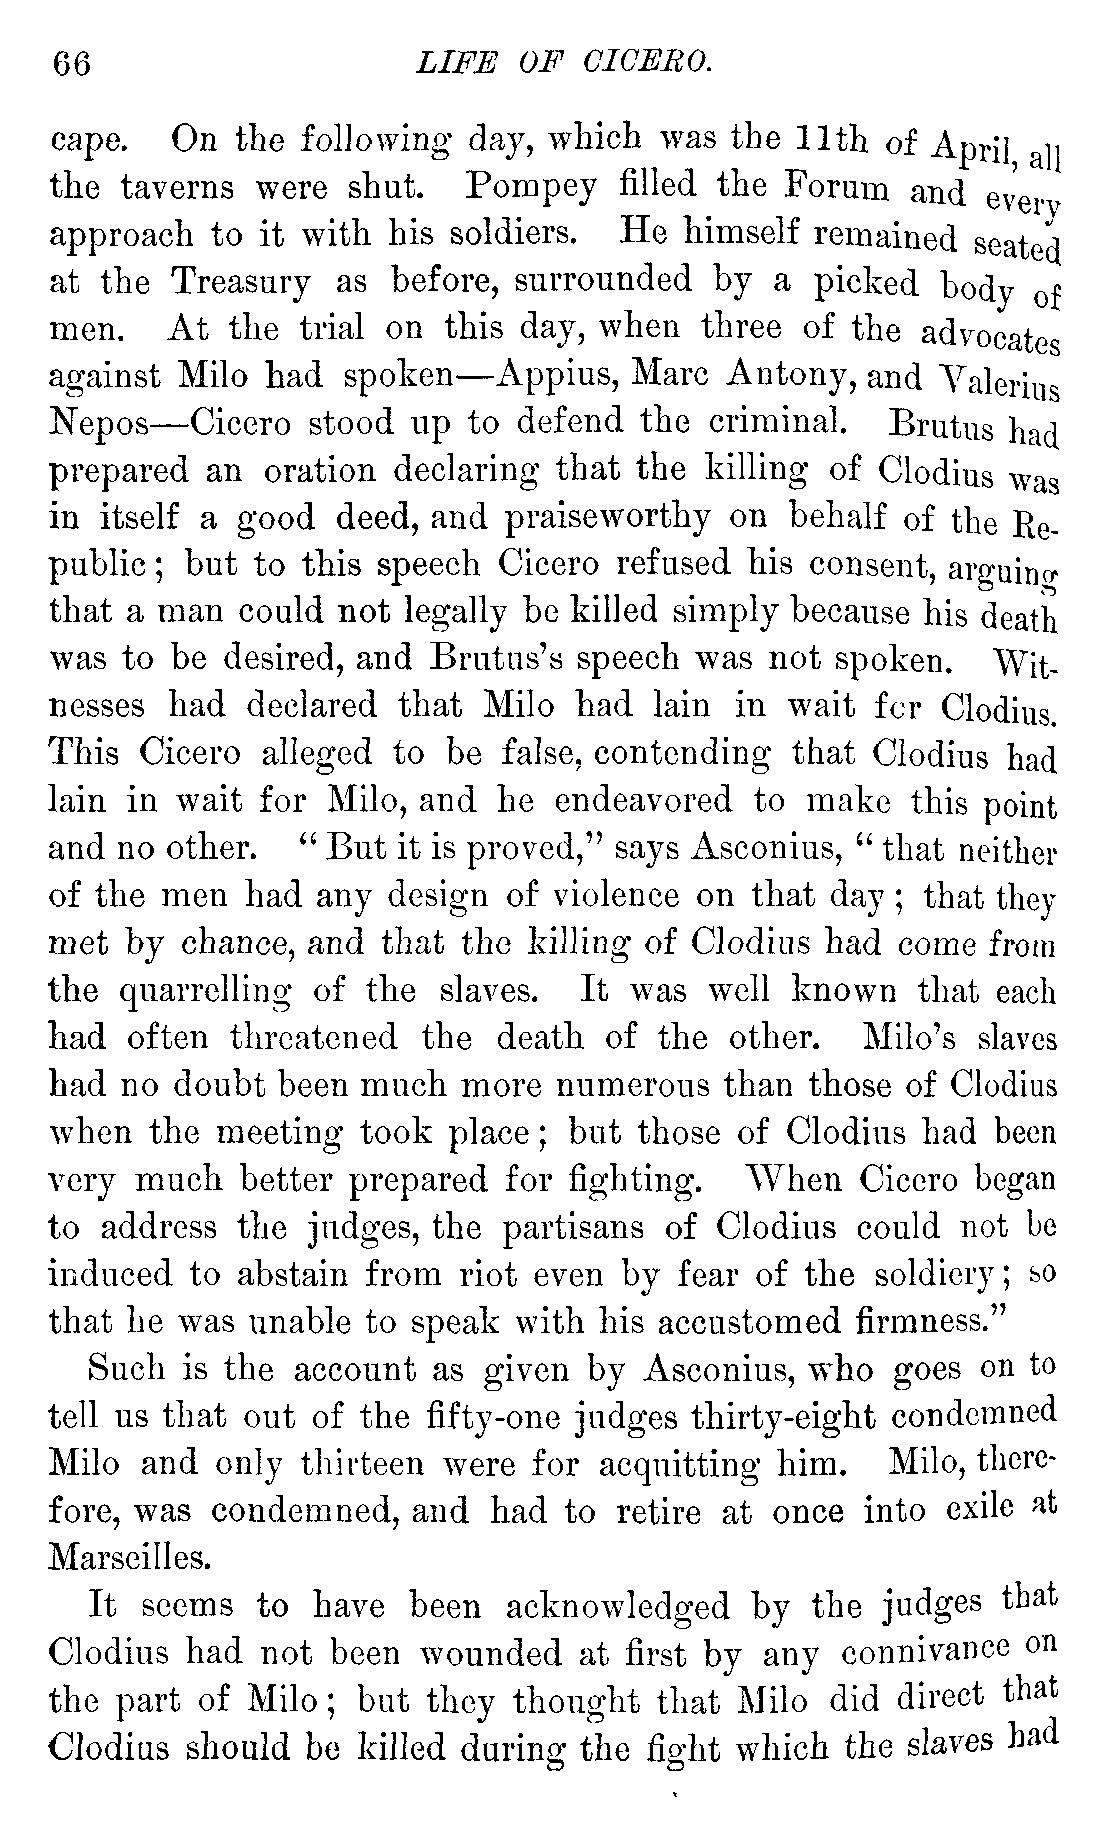 66 LIFE OF CICERO.
cape. On the following day, which was the 11th of April, all
the taverns were shut. Pompey filled the Forum and every
approach to it with his soldiers. He himself remained seated
at the Treasury as before, surrounded by a picked body of
men. At the trial on this day, when three of the advocates
against Milo had spoken—Appius, Marc Antony, and Valerius
Nepos—Cicero stood up to defend the criminal. Brutus had
prepared an oration declaring that the killing of Clodius was
in itself a good deed, and praiseworthy on behalf of the Re-
public; but to this speech Cicero refused his consent, arguing
that a man could not legally be killed simply because his death
was to be desired, and Brutus's speech was not spoken. Wit-
nesses had declared that Milo had lain in wait for Clodius.
This Cicero alleged to be false, contending that Clodius had
lain in wait for Milo, and he endeavored to make this point
and no other. "But it is proved," says Asconius, "that neither
of the men had any design of violence on that day; that they
met by chance, and that the killing of Clodius had come from
the quarrelling of the slaves. It was well known that each
had often threatened the death of the other. Milo's slaves
had no doubt been much more numerous than those of Clodius
when the meeting took place; but those of Clodius had been
very much better prepared for fighting. When Cicero began
to address the judges, the partisans of Clodius could not be
induced to abstain from riot even by fear of the soldiery; so
that he was unable to speak with his accustomed firmness."
Such is the account as given by Asconius, who goes on to
tell us that out of the fifty-one judges thirty-eight condemned
Milo and only thirteen were for acquitting him. Milo, there-
fore, was condemned, and had to retire at once into exile at
Marseilles.
It seems to have been acknowledged by the judges that
Clodius had not been wounded at first by any connivance on
the part of Milo; but they thought that Milo did direct that
Clodius should be killed during the fight which the slaves had